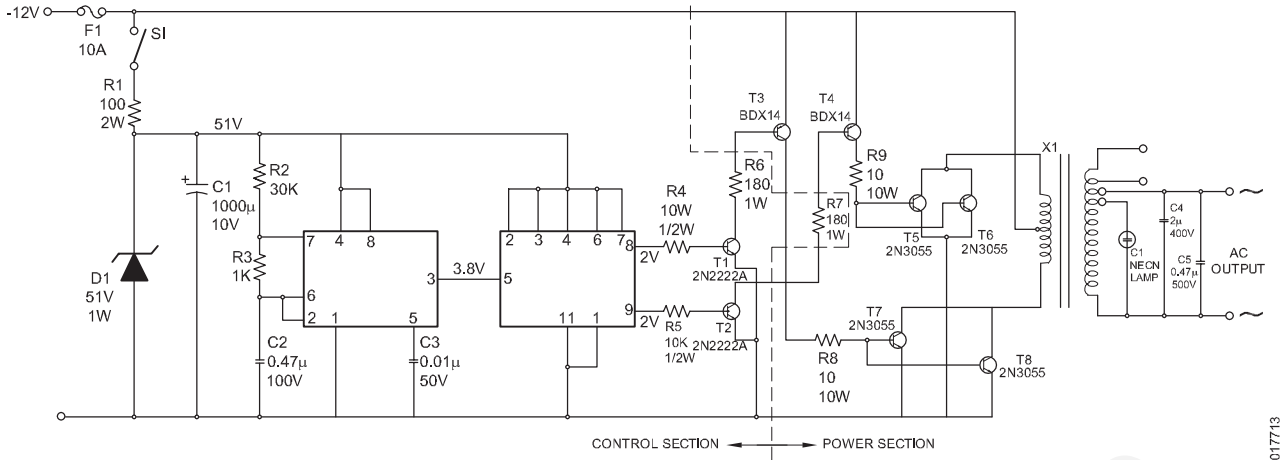 -12V
F1
10A
SI
R1
100
2W
51V
R2
30K
C1
1000µ
10V
+
R3
1K
D1
51V
1W
C2
0.47µ
100V
7
4
8
6
2
1
5
3
C3
0.01µ
50V
3.8V
2
3
4
6
7
5
8
9
11
1
2V
2V
R4
10W
1/2W
R5
10K
1/2W
T1
2N2222A
T2
2N2222A
R6
180
1W
R7
180
1W
T3
BDX14
T4
BDX14
R9
10
10W
T5
2N3055
T6
2N3055
T7
2N3055
R8
10
10W
T8
2N3055
X1
C1
NECN
LAMP
C4
2µ
400V
C5
0.47µ
500V
~
AC
OUTPUT
~
CONTROL SECTION
POWER SECTION
017713